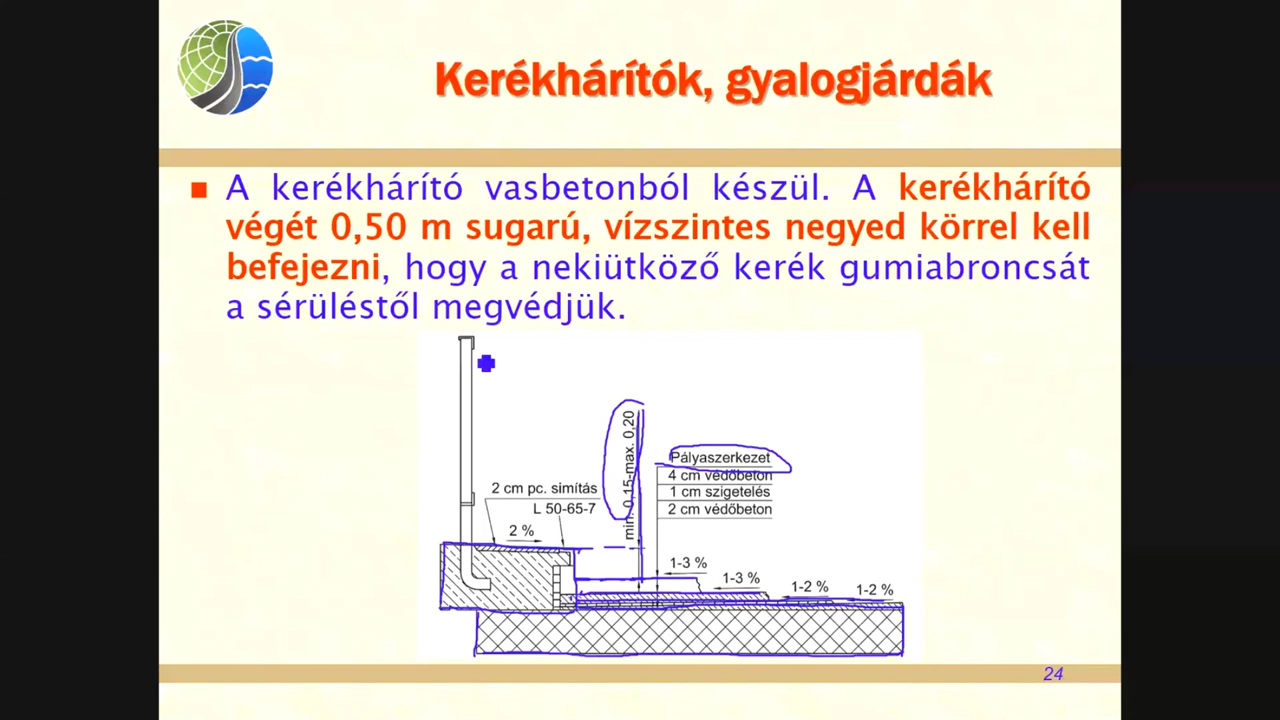 Kerékhárítók, gyalogjárdák
A kerékhárító vasbetonból készül. A kerékhárító
végét 0,50 m sugarú, vízszintes negyed körrel kell
befejezni, hogy a nekiütköző kerék gumiabroncsát
a sérüléstől megvédjük.
min. 0,15-max. 0,20
Pályaszerkezet
4 cm védőbeton
1 cm szigetelés
2 cm védőbeton
2 cm pc. simítás
L 50-65-7
2 %
1-3 %
1-3 %
1-2 %
1-2 %
24